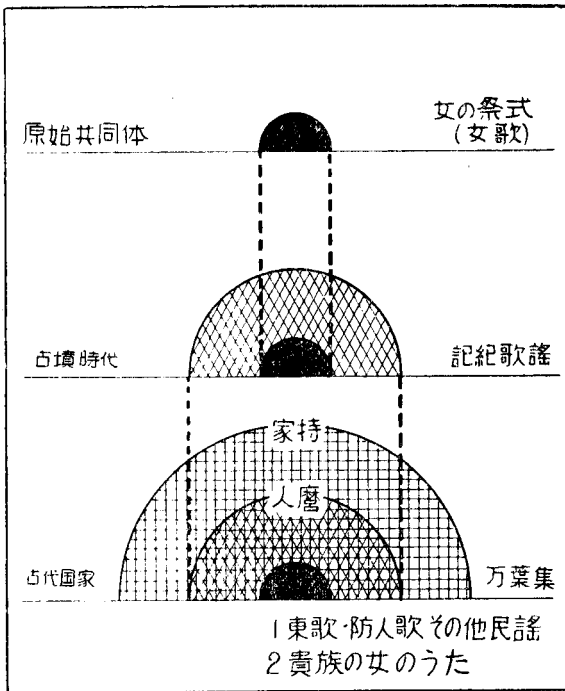 原始共同体
女の祭式
(女歌)
古墳時代
記紀歌謡
家持
人麿
古代国家
万葉集
1 東歌・防人歌その他民謡
2 貴族の女のうた